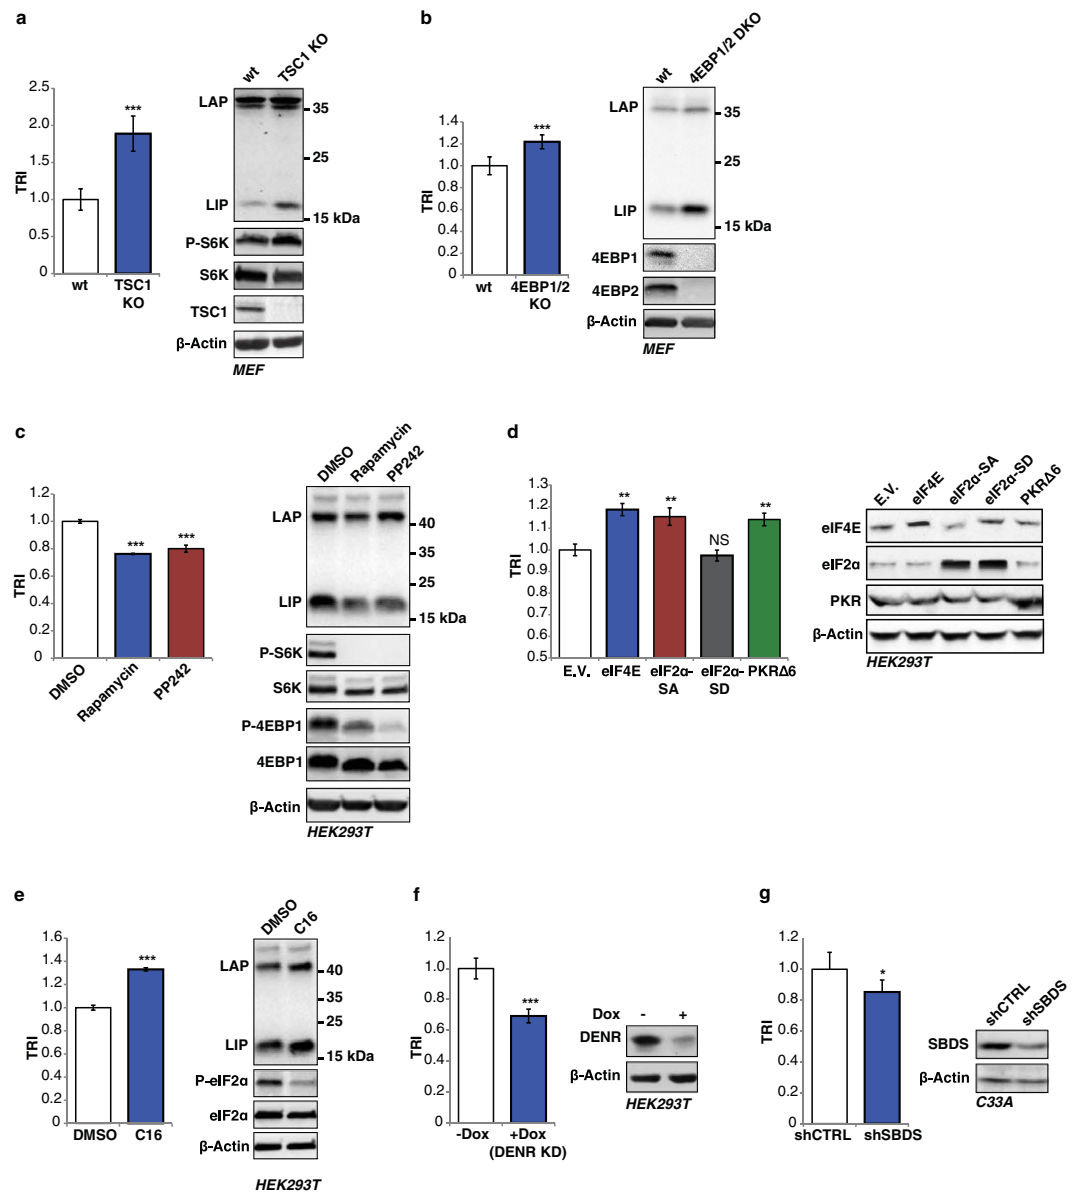 a
TRI
2.5
2.0
1.5
1.0
0.5
0
***
wt
TSC1
KO
wt
TSC1 KO
LAP
35
25
LIP
15 kDa
P-S6K
S6K
TSC1
β-Actin
MEF
b
TRI
1.4
1.2
1.0
0.8
0.6
0.4
0.2
0
***
wt
4EBP1/2
KO
wt
4EBP1/2 DKO
LAP
35
25
LIP
15 kDa
4EBP1
4EBP2
β-Actin
MEF
c
TRI
1.2
1.0
0.8
0.6
0.4
0.2
0
***
***
DMSO
Rapamycin
PP242
DMSO
Rapamycin
PP242
LAP
40
35
25
LIP
15 kDa
P-S6K
S6K
P-4EBP1
4EBP1
β-Actin
HEK293T
d
TRI
1.3
1.2
1.1
1.0
0.9
0.8
0.7
0.6
0.5
**
**
NS
**
E.V.
eIF4E
eIF2α-
SA
eIF2α-
SD
PKRΔ6
E.V.
eIF4E
eIF2α-SA
eIF2α-SD
PKRΔ6
eIF4E
eIF2α
PKR
β-Actin
HEK293T
e
TRI
1.6
1.4
1.2
1.0
0.8
0.6
0.4
0.2
0
***
DMSO
C16
DMSO
C16
LAP
40
35
25
LIP
15 kDa
P-eIF2α
eIF2α
β-Actin
HEK293T
f
TRI
1.2
1.0
0.8
0.6
0.4
0.2
0
***
-Dox
+Dox
(DENR KD)
Dox - +
DENR
β-Actin
HEK293T
g
TRI
1.2
1.0
0.8
0.6
0.4
0.2
0
*
shCTRL
shSBDS
shCTRL
shSBDS
SBDS
β-Actin
C33A